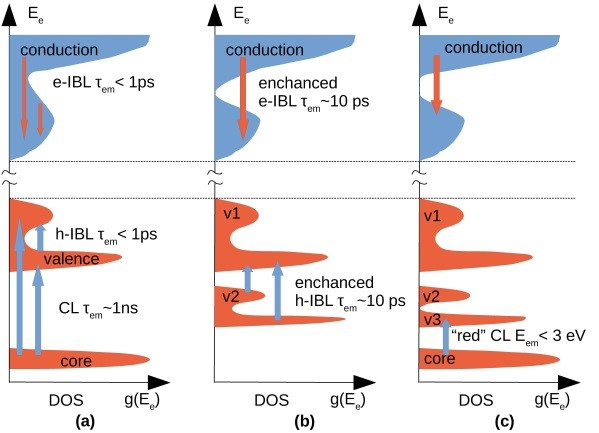 Eₑ
conduction
e-IBL τem< 1ps
h-IBL τem< 1ps
valence
CL τem~1ns
core
DOS
g(Eₑ)
(a)
Eₑ
conduction
enchanced
e-IBL τem~10 ps
v1
v2
enchanced
h-IBL τem~10 ps
DOS
g(Eₑ)
(b)
Eₑ
conduction
v1
v2
v3
“red” CL Eem< 3 eV
core
DOS
g(Eₑ)
(c)